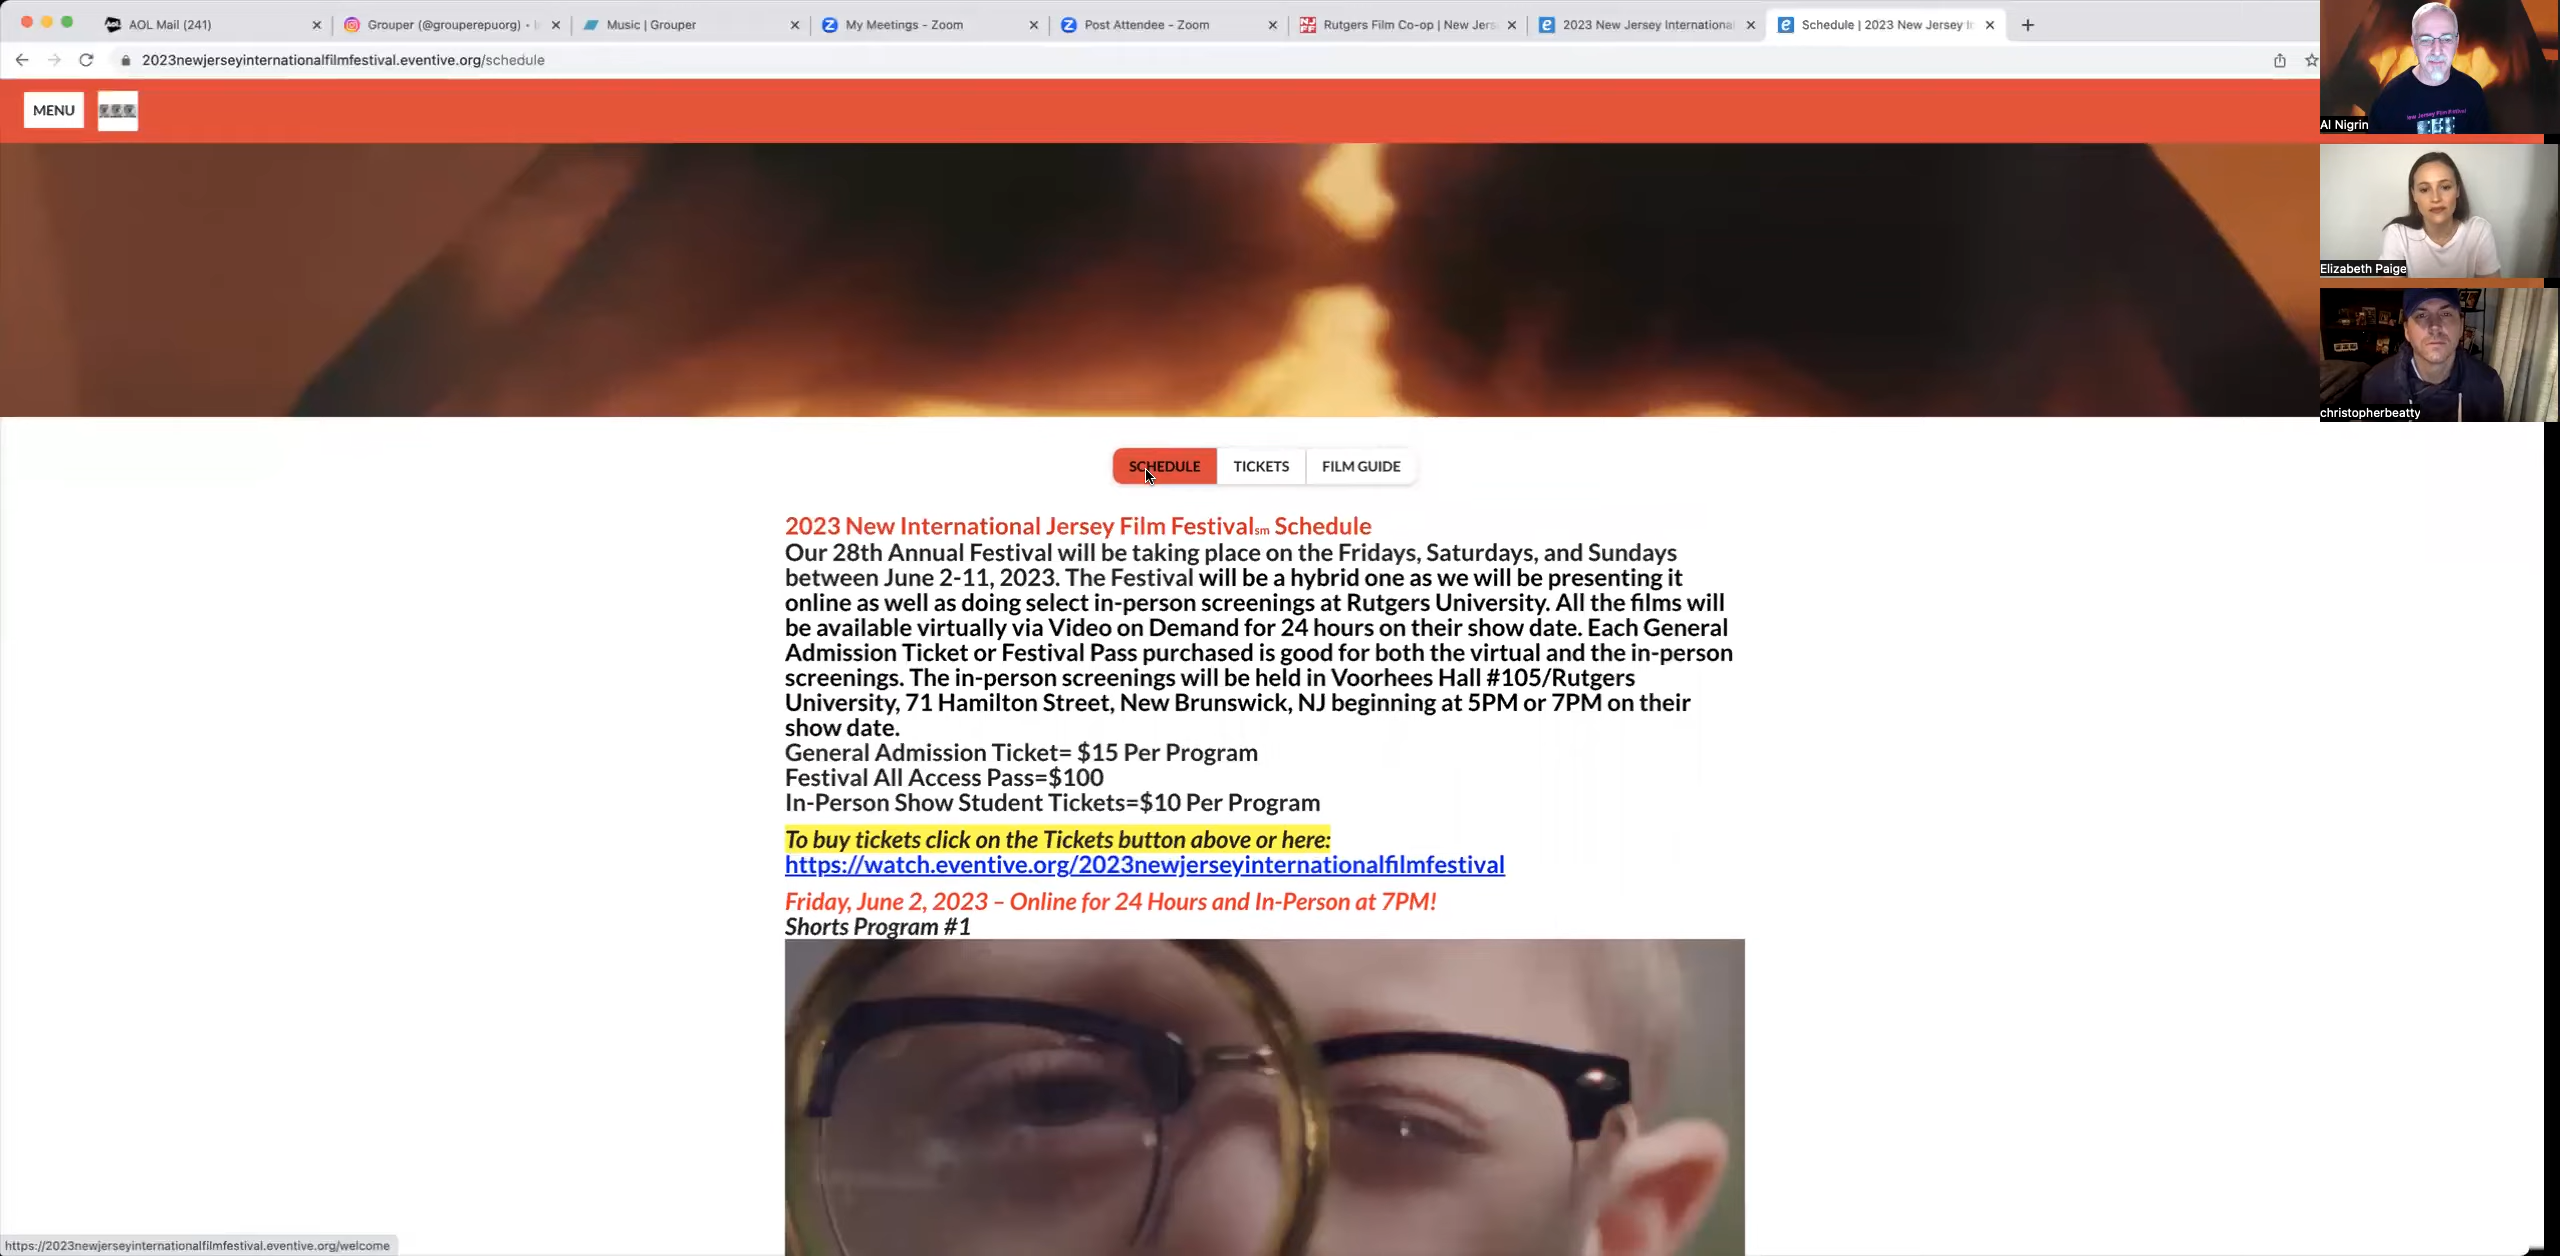 AOL Mail (241)
Grouper (@grouperepuorg) •
Music | Grouper
My Meetings - Zoom
Post Attendee - Zoom
Rutgers Film Co-op | New Jers
2023 New Jersey International
Schedule | 2023 New Jersey In
2023newjerseyinternationalfilmfestival.eventive.org/schedule
MENU
Al Nigrin
Elizabeth Paige
christopherbeatty
SCHEDULE
TICKETS
FILM GUIDE
2023 New International Jersey Film Festivalsm Schedule
Our 28th Annual Festival will be taking place on the Fridays, Saturdays, and Sundays
between June 2-11, 2023. The Festival will be a hybrid one as we will be presenting it
online as well as doing select in-person screenings at Rutgers University. All the films will
be available virtually via Video on Demand for 24 hours on their show date. Each General
Admission Ticket or Festival Pass purchased is good for both the virtual and the in-person
screenings. The in-person screenings will be held in Voorhees Hall #105/Rutgers
University, 71 Hamilton Street, New Brunswick, NJ beginning at 5PM or 7PM on their
show date.
General Admission Ticket= $15 Per Program
Festival All Access Pass=$100
In-Person Show Student Tickets=$10 Per Program
To buy tickets click on the Tickets button above or here:
https://watch.eventive.org/2023newjerseyinternationalfilmfestival
Friday, June 2, 2023 – Online for 24 Hours and In-Person at 7PM!
Shorts Program #1
https://2023newjerseyinternationalfilmfestival.eventive.org/welcome